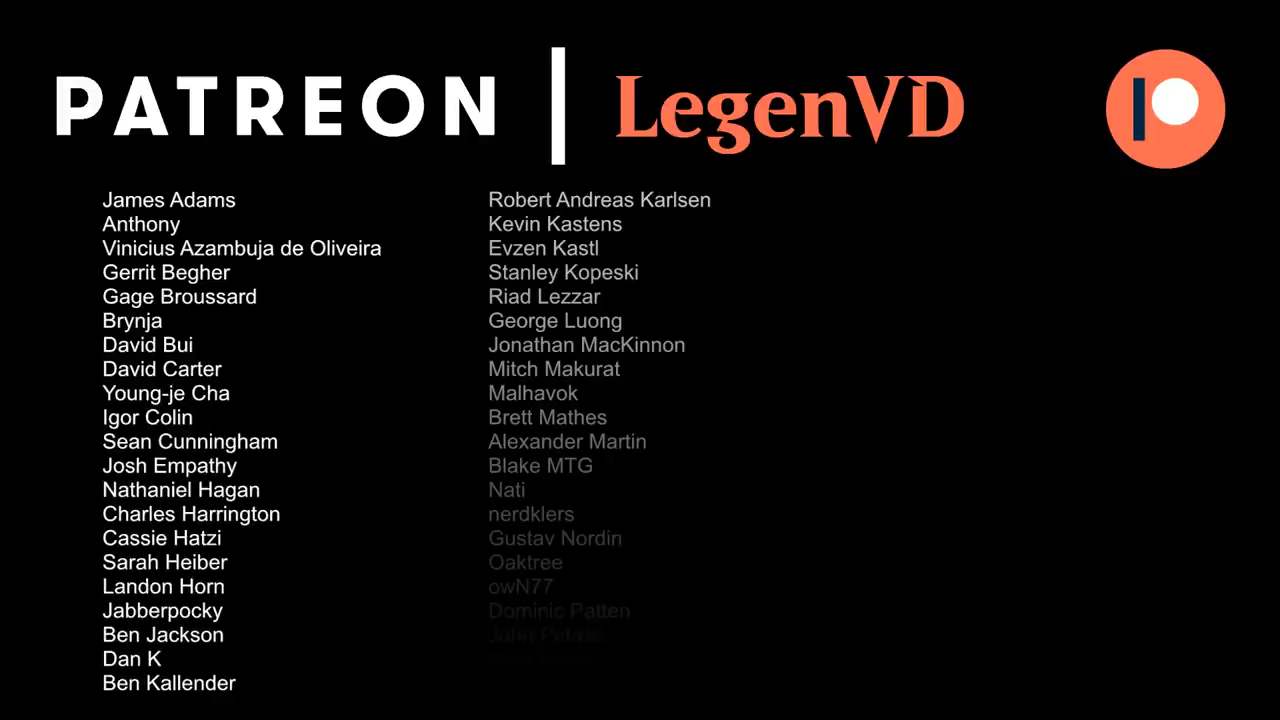 PATREON | LegenVD
James Adams
Anthony
Vinicius Azambuja de Oliveira
Gerrit Begher
Gage Broussard
Brynja
David Bui
David Carter
Young-je Cha
Igor Colin
Sean Cunningham
Josh Empathy
Nathaniel Hagan
Charles Harrington
Cassie Hatzi
Sarah Heiber
Landon Horn
Jabberpocky
Ben Jackson
Dan K
Ben Kallender
Robert Andreas Karlsen
Kevin Kastens
Evzen Kastl
Stanley Kopeski
Riad Lezzar
George Luong
Jonathan MacKinnon
Mitch Makurat
Malhavok
Brett Mathes
Alexander Martin
Blake MTG
Nati
nerdklers
Gustav Nordin
Oaktree
owN77
Dominic Patten
John